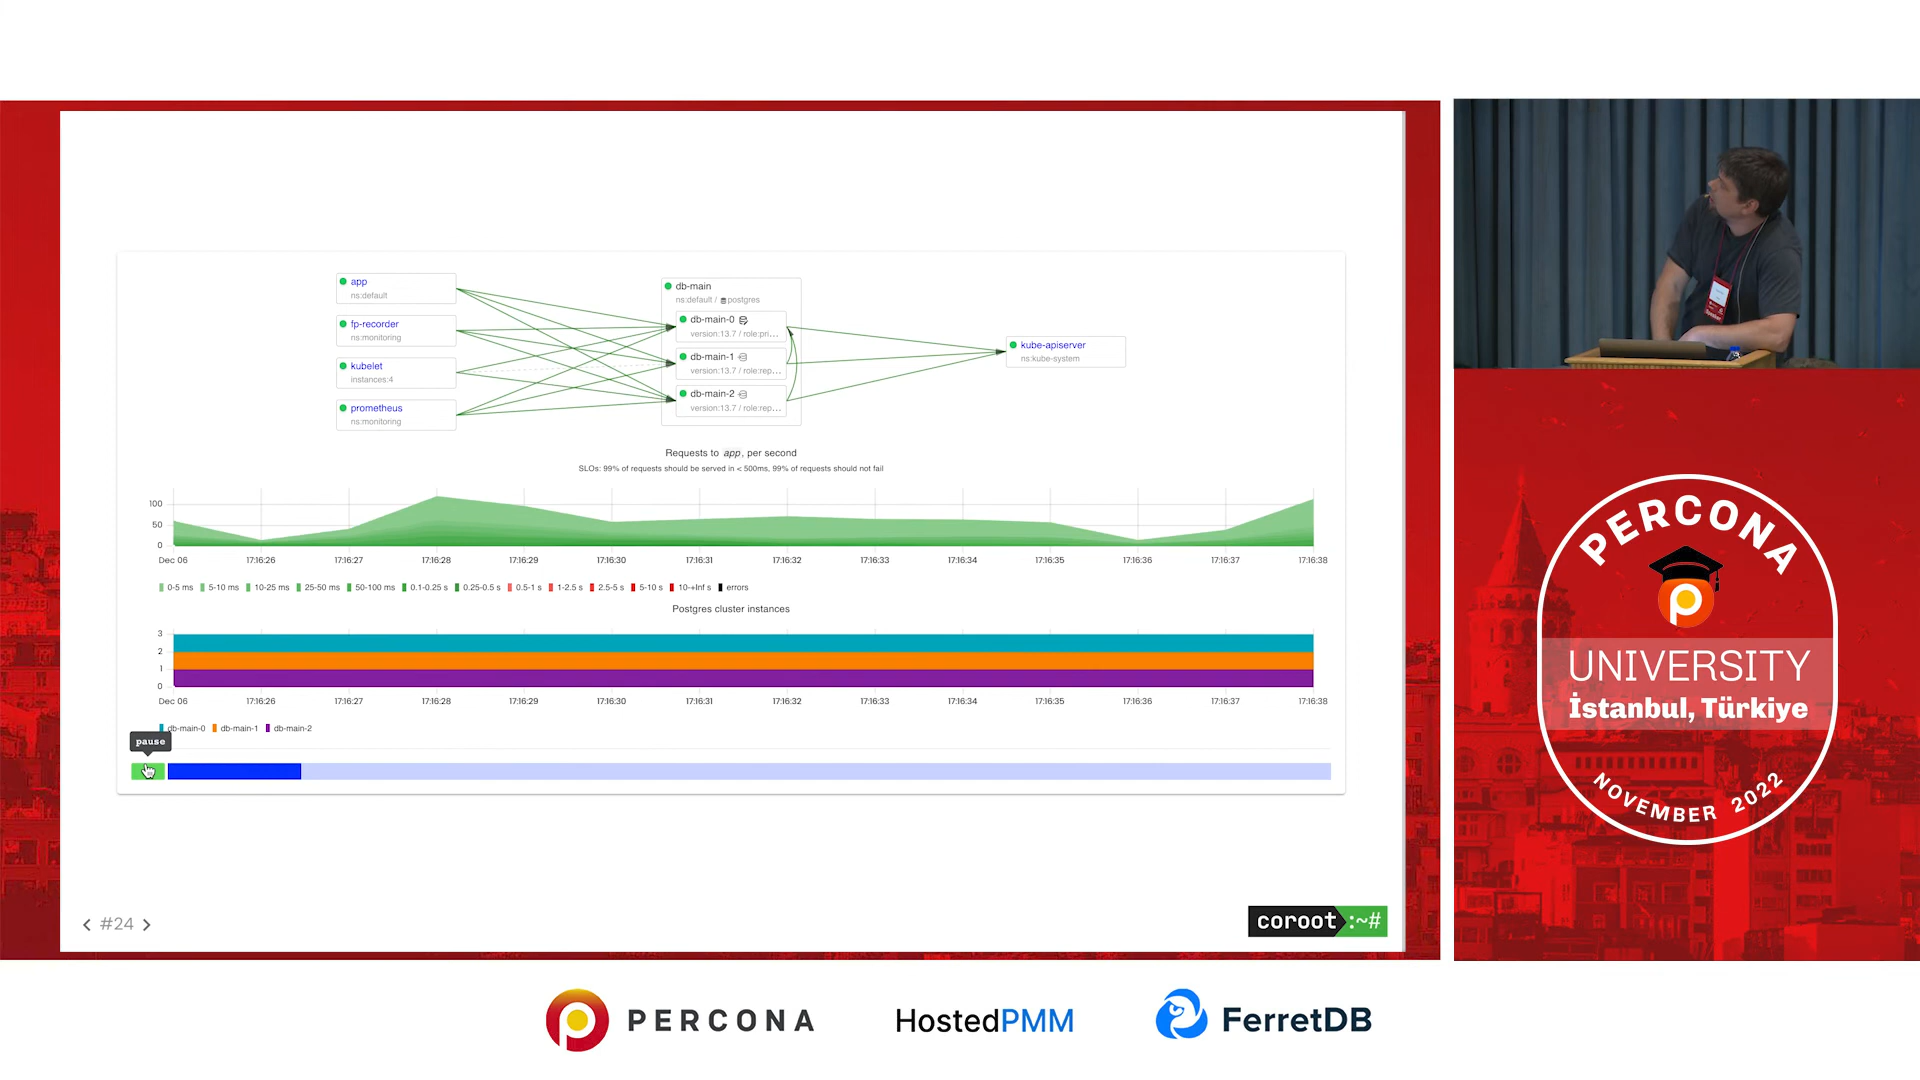 app
ns:default
fp-recorder
ns:monitoring
kubelet
instances:4
prometheus
ns:monitoring
db-main
ns:default / postgres
db-main-0
version:13.7 / role:pri...
db-main-1
version:13.7 / role:rep...
db-main-2
version:13.7 / role:rep...
kube-apiserver
ns:kube-system
Requests to app, per second
SLOs: 99% of requests should be served in < 500ms, 99% of requests should not fail
100
50
0
Dec 06 17:16:26 17:16:27 17:16:28 17:16:29 17:16:30 17:16:31 17:16:32 17:16:33 17:16:34 17:16:35 17:16:36 17:16:37 17:16:38
0-5 ms 5-10 ms 10-25 ms 25-50 ms 50-100 ms 0.1-0.25 s 0.25-0.5 s 0.5-1 s 1-2.5 s 2.5-5 s 5-10 s 10-+Inf s errors
Postgres cluster instances
3
2
1
0
Dec 06 17:16:26 17:16:27 17:16:28 17:16:29 17:16:30 17:16:31 17:16:32 17:16:33 17:16:34 17:16:35 17:16:36 17:16:37 17:16:38
db-main-0 db-main-1 db-main-2
pause
#24
coroot :~#
PERCONA
UNIVERSITY
İstanbul, Türkiye
NOVEMBER 2022
PERCONA
HostedPMM
FerretDB